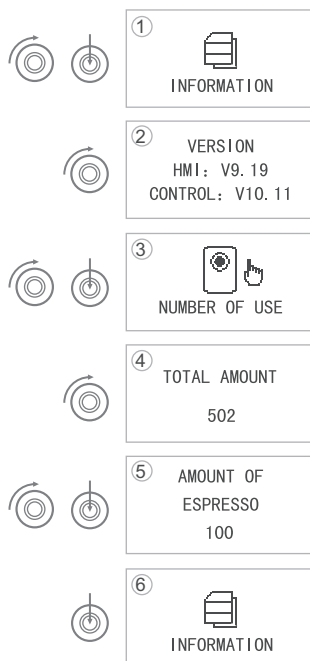 ①
INFORMATION
②
VERSION
HMI: V9.19
CONTROL: V10.11
③
NUMBER OF USE
④
TOTAL AMOUNT
502
⑤
AMOUNT OF
ESPRESSO
100
⑥
INFORMATION